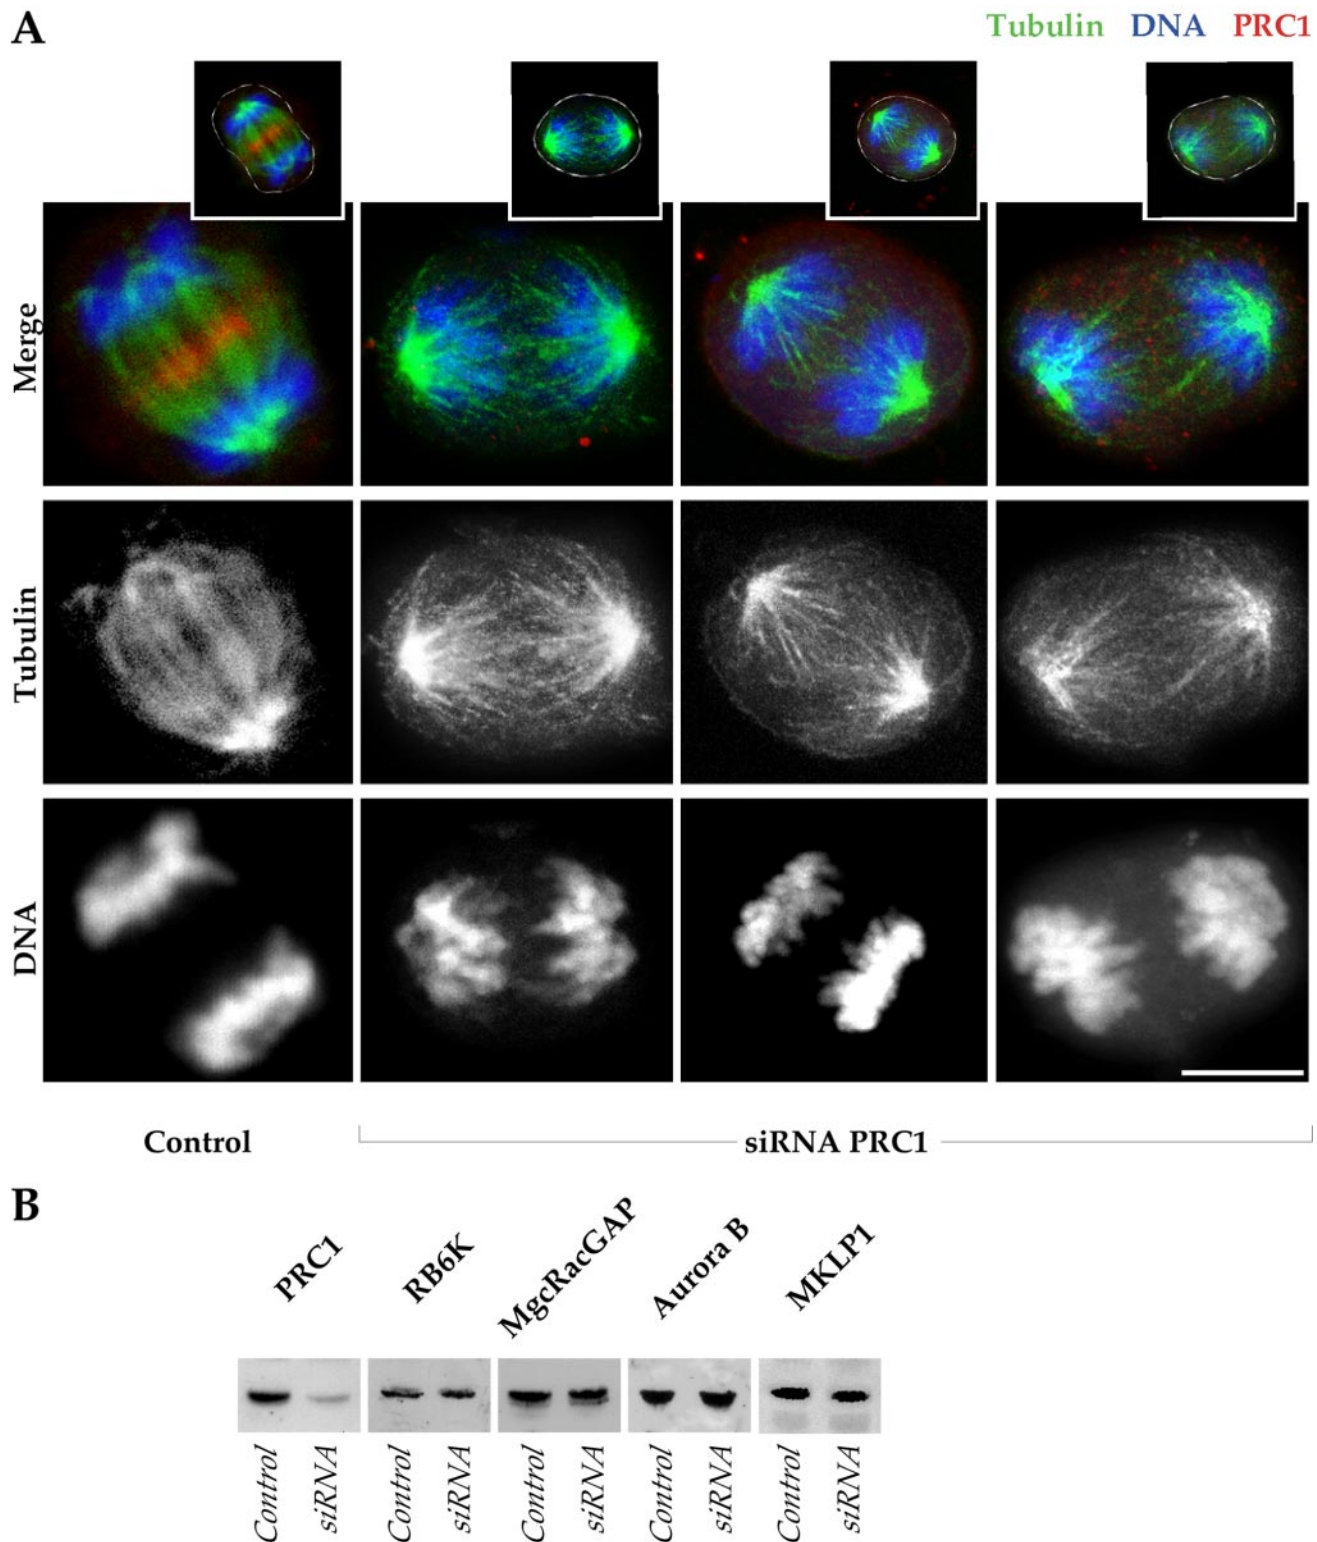 A
Tubulin DNA PRC1
Merge
Tubulin
DNA
Control
siRNA PRC1
B
PRC1
RB6K
MgcRacGAP
Aurora B
MKLP1
Control
siRNA
Control
siRNA
Control
siRNA
Control
siRNA
Control
siRNA